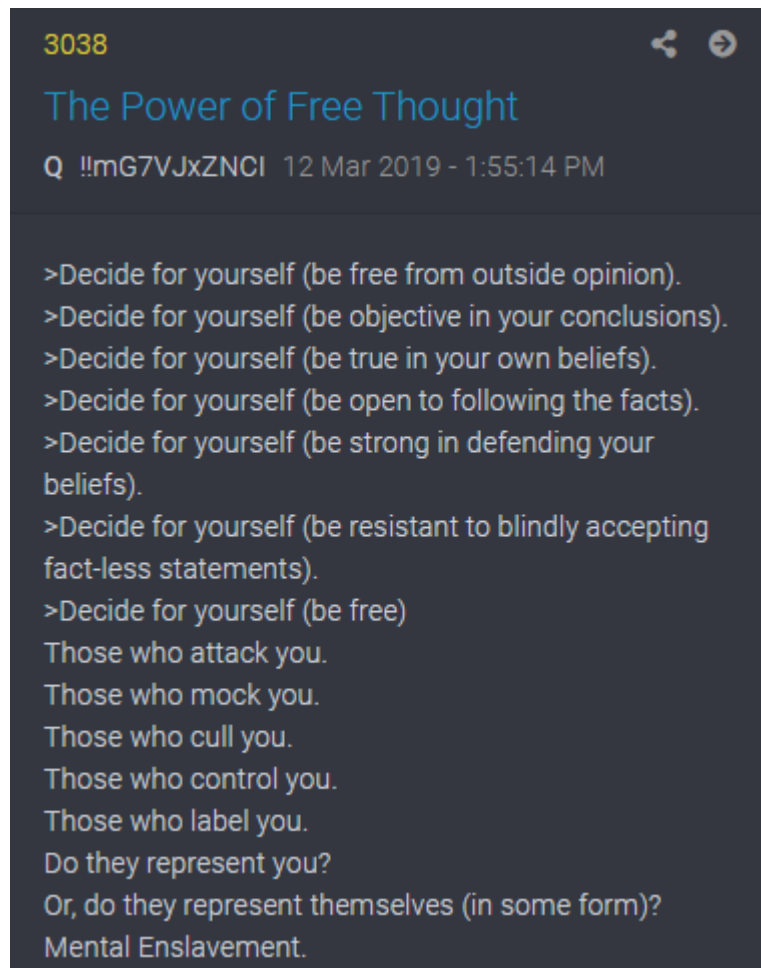 3038
The Power of Free Thought
Q !!mG7VJxZNCI 12 Mar 2019 - 1:55:14 PM
>Decide for yourself (be free from outside opinion).
>Decide for yourself (be objective in your conclusions).
>Decide for yourself (be true in your own beliefs).
>Decide for yourself (be open to following the facts).
>Decide for yourself (be strong in defending your
beliefs).
>Decide for yourself (be resistant to blindly accepting
fact-less statements).
>Decide for yourself (be free)
Those who attack you.
Those who mock you.
Those who cull you.
Those who control you.
Those who label you.
Do they represent you?
Or, do they represent themselves (in some form)?
Mental Enslavement.